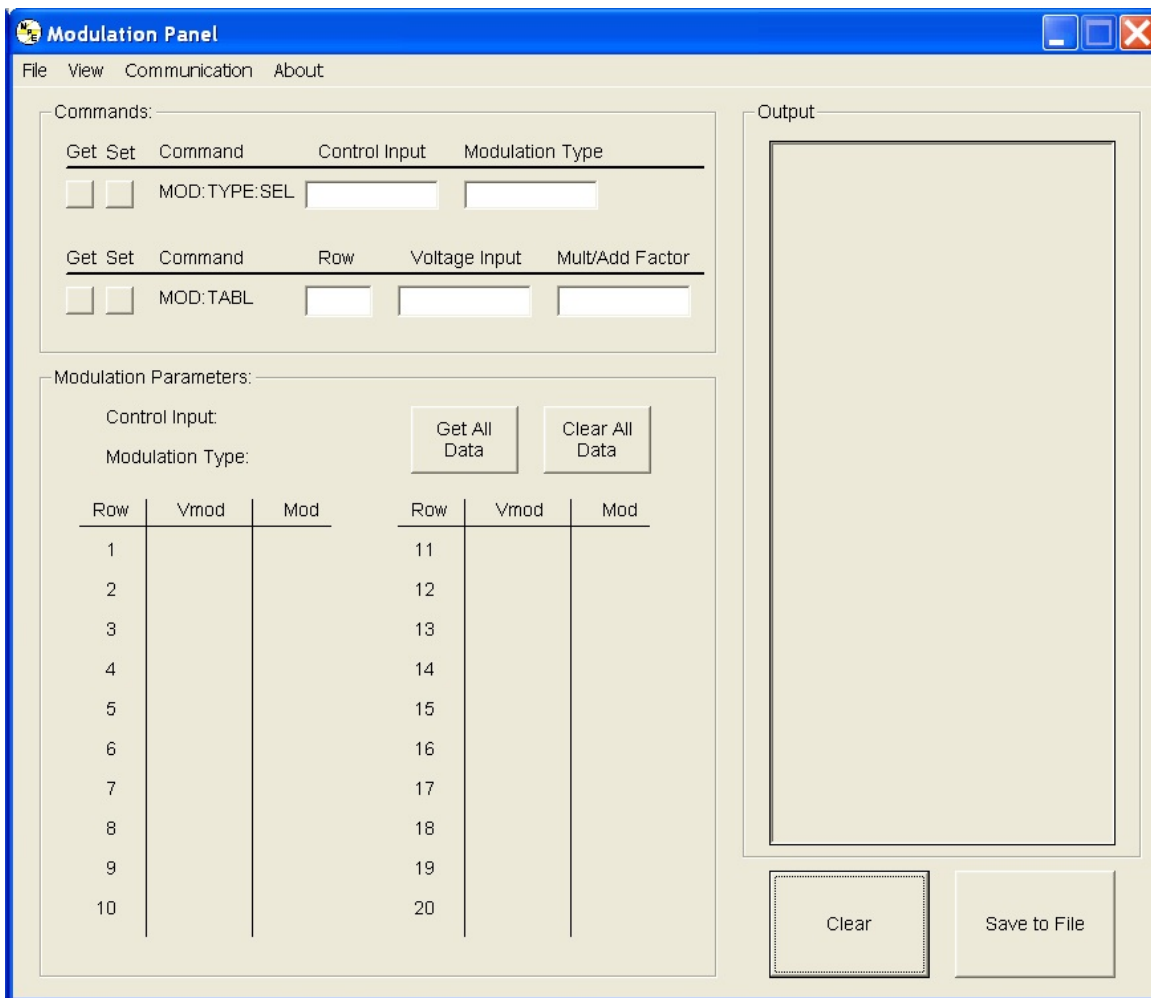 Modulation Panel
File View Communication About
Commands:
Get Set Command Control Input Modulation Type
MOD:TYPE:SEL
Get Set Command Row Voltage Input Mult/Add Factor
MOD:TABL
Modulation Parameters:
Control Input:
Modulation Type:
Get All
Data
Clear All
Data
Row Vmod Mod Row Vmod Mod
1 11
2 12
3 13
4 14
5 15
6 16
7 17
8 18
9 19
10 20
Output
Clear
Save to File